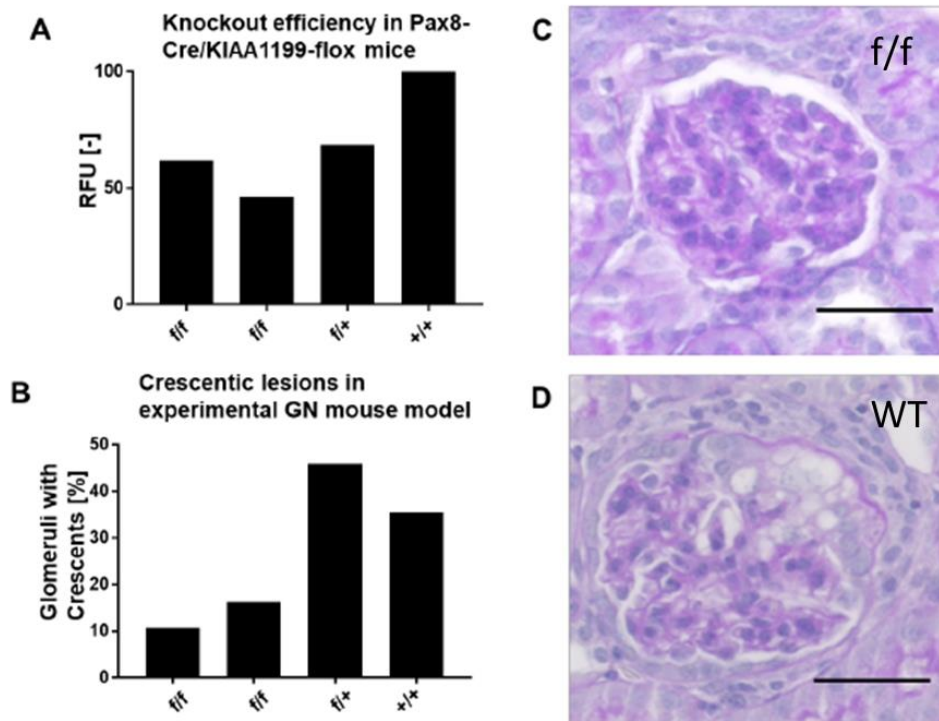 A
Knockout efficiency in Pax8-
Cre/KIAA1199-flox mice
RFU [-]
100
50
0
f/f
f/f
f/+
+/+
B
Crescentic lesions in
experimental GN mouse model
Glomeruli with
Crescents [%]
50
40
30
20
10
0
f/f
f/f
f/+
+/+
C
f/f
D
WT